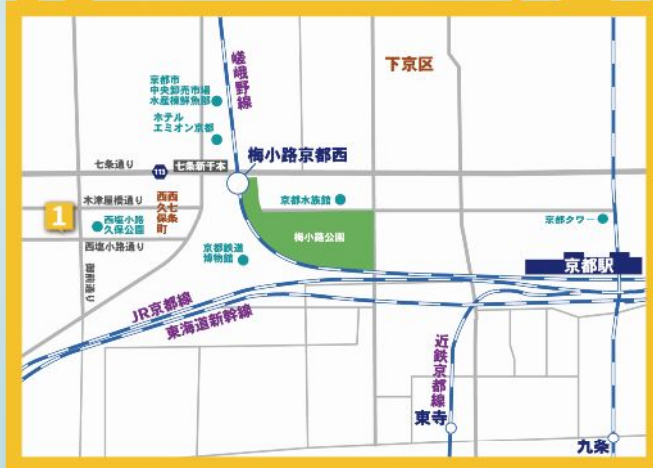 下京区
嵯峨野線
京都市
中央卸売市場
水産棟鮮魚部
ホテル
エミオン京都
梅小路京都西
七条通り
113
七条新千本
木津屋橋通り
西七条
西久保町
京都水族館
1
西塩小路
久保公園
京都タワー
梅小路公園
西塩小路通り
京都鉄道
博物館
京都駅
御前通り
JR京都線
東海道新幹線
近鉄京都線
東寺
九条